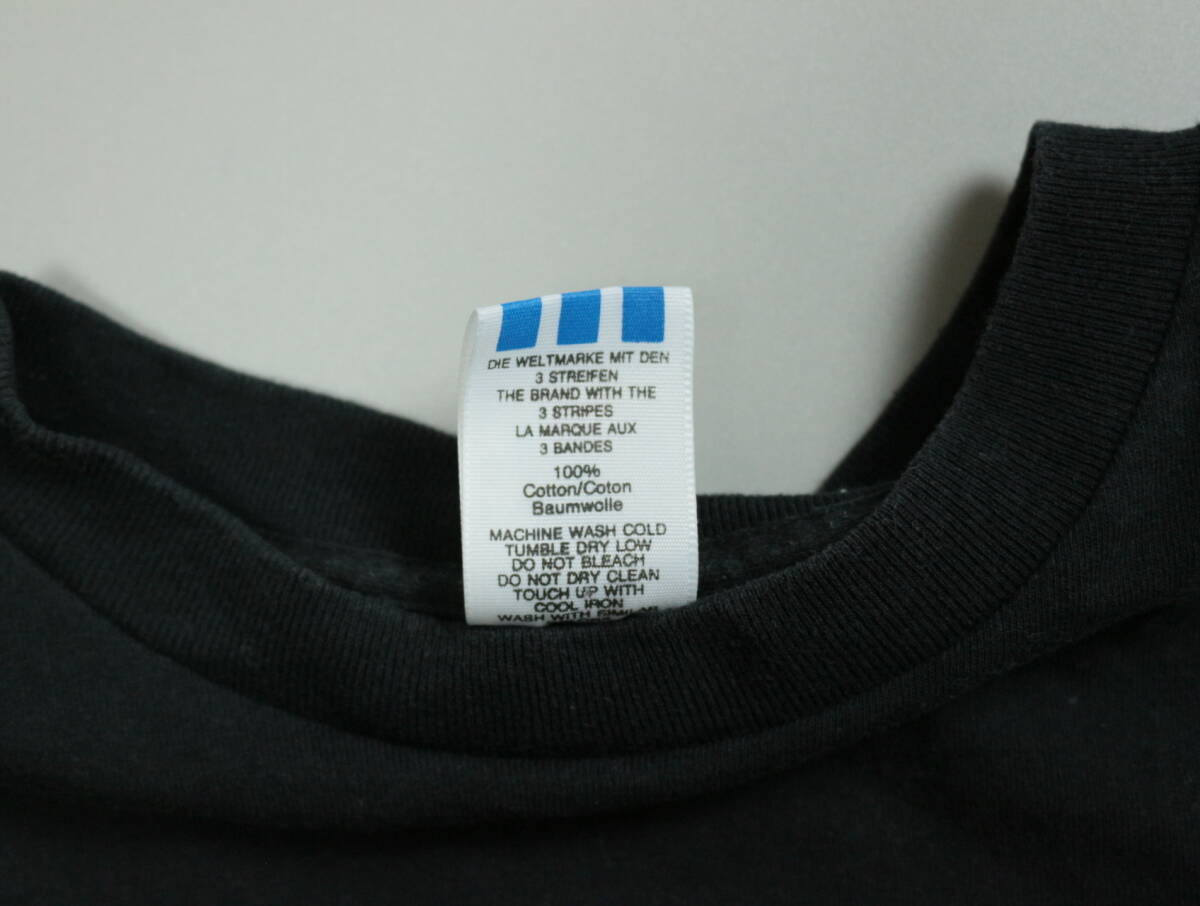 DIE WELTMARKE MIT DEN
3 STREIFEN
THE BRAND WITH THE
3 STRIPES
LA MARQUE AUX
3 BANDES
100%
Cotton/Coton
Baumwolle
MACHINE WASH COLD
TUMBLE DRY LOW
DO NOT BLEACH
DO NOT DRY CLEAN
TOUCH UP WITH
COOL IRON
WASH WITH